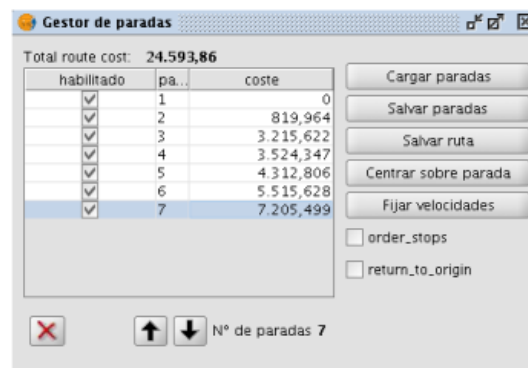 Gestor de paradas
Total route cost: 24.593,86
habilitado pa... coste
1 0
2 819,964
3 3.215,622
4 3.524,347
5 4.312,806
6 5.515,628
7 7.205,499
Cargar paradas
Salvar paradas
Salvar ruta
Centrar sobre parada
Fijar velocidades
order_stops
return_to_origin
Nº de paradas 7